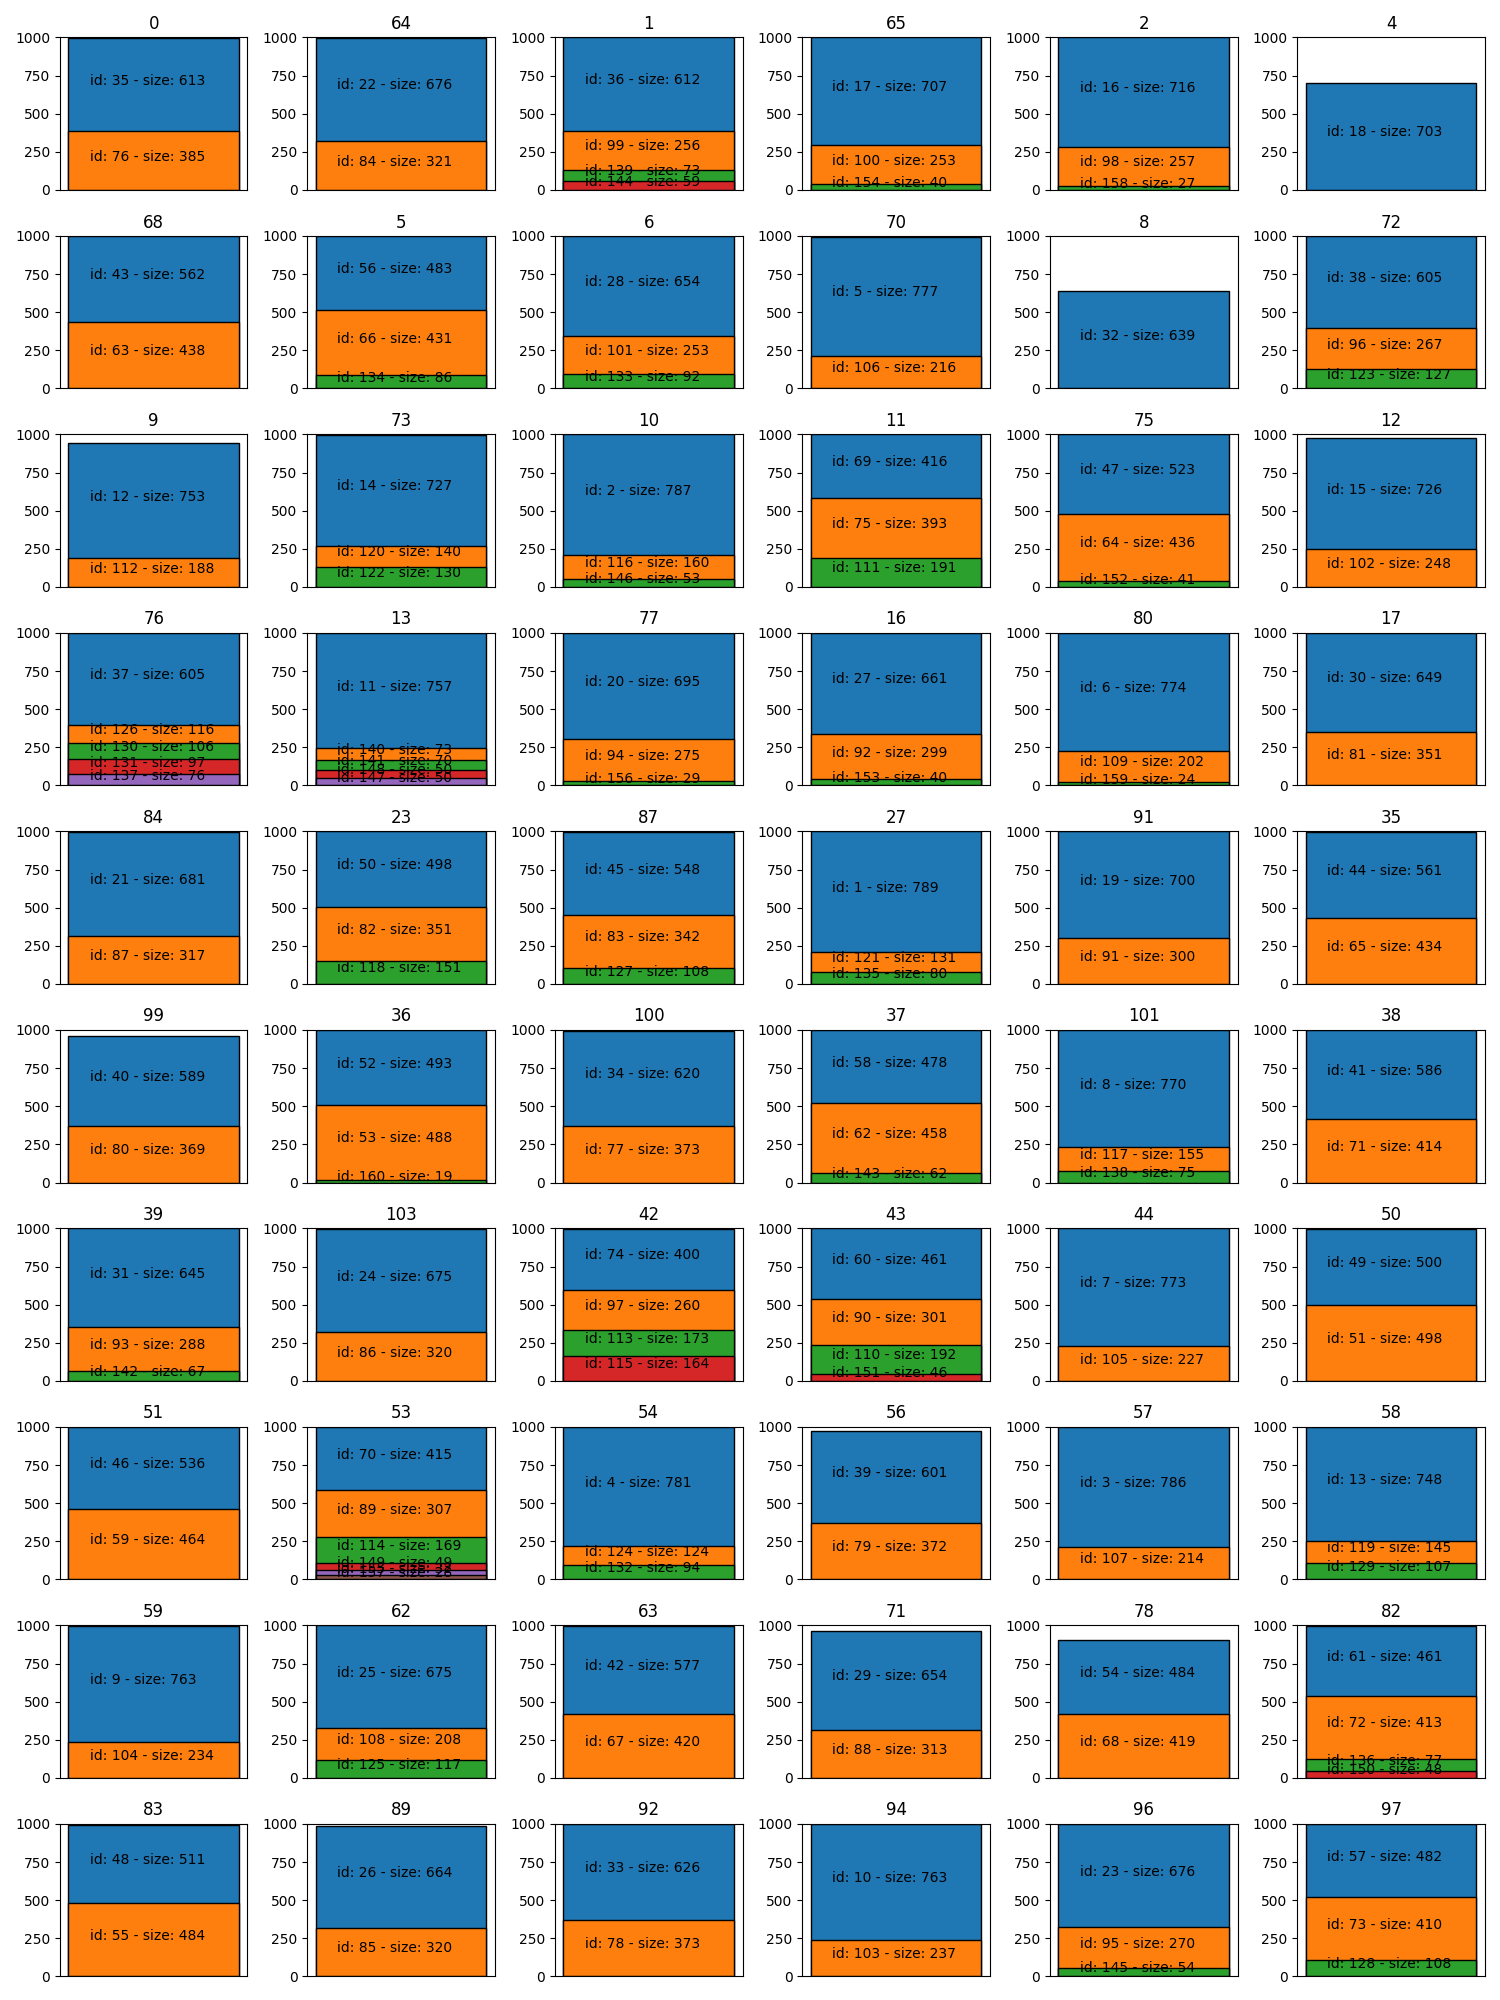 0 64 1 65 2 4
1000 1000 1000 1000 1000 1000
750 750 750 750 750 750
500 500 500 500 500 500
250 250 250 250 250 250
0 0 0 0 0 0
id: 35 - size: 613
id: 76 - size: 385
id: 22 - size: 676
id: 84 - size: 321
id: 36 - size: 612
id: 99 - size: 256
id: 139 - size: 73
id: 144 - size: 59
id: 17 - size: 707
id: 100 - size: 253
id: 154 - size: 40
id: 16 - size: 716
id: 98 - size: 257
id: 158 - size: 27
id: 18 - size: 703
68 5 6 70 8 72
1000 1000 1000 1000 1000 1000
750 750 750 750 750 750
500 500 500 500 500 500
250 250 250 250 250 250
0 0 0 0 0 0
id: 43 - size: 562
id: 63 - size: 438
id: 56 - size: 483
id: 66 - size: 431
id: 134 - size: 86
id: 28 - size: 654
id: 101 - size: 253
id: 133 - size: 92
id: 5 - size: 777
id: 106 - size: 216
id: 32 - size: 639
id: 38 - size: 605
id: 96 - size: 267
id: 123 - size: 127
9 73 10 11 75 12
1000 1000 1000 1000 1000 1000
750 750 750 750 750 750
500 500 500 500 500 500
250 250 250 250 250 250
0 0 0 0 0 0
id: 12 - size: 753
id: 112 - size: 188
id: 14 - size: 727
id: 120 - size: 140
id: 122 - size: 130
id: 2 - size: 787
id: 116 - size: 160
id: 146 - size: 53
id: 69 - size: 416
id: 75 - size: 393
id: 111 - size: 191
id: 47 - size: 523
id: 64 - size: 436
id: 152 - size: 41
id: 15 - size: 726
id: 102 - size: 248
76 13 77 16 80 17
1000 1000 1000 1000 1000 1000
750 750 750 750 750 750
500 500 500 500 500 500
250 250 250 250 250 250
0 0 0 0 0 0
id: 37 - size: 605
id: 126 - size: 116
id: 130 - size: 106
id: 131 - size: 97
id: 137 - size: 76
id: 11 - size: 757
id: 140 - size: 73
id: 141 - size: 70
id: 148 - size: 50
id: 147 - size: 50
id: 20 - size: 695
id: 94 - size: 275
id: 156 - size: 29
id: 27 - size: 661
id: 92 - size: 299
id: 153 - size: 40
id: 6 - size: 774
id: 109 - size: 202
id: 159 - size: 24
id: 30 - size: 649
id: 81 - size: 351
84 23 87 27 91 35
1000 1000 1000 1000 1000 1000
750 750 750 750 750 750
500 500 500 500 500 500
250 250 250 250 250 250
0 0 0 0 0 0
id: 21 - size: 681
id: 87 - size: 317
id: 50 - size: 498
id: 82 - size: 351
id: 118 - size: 151
id: 45 - size: 548
id: 83 - size: 342
id: 127 - size: 108
id: 1 - size: 789
id: 121 - size: 131
id: 135 - size: 80
id: 19 - size: 700
id: 91 - size: 300
id: 44 - size: 561
id: 65 - size: 434
99 36 100 37 101 38
1000 1000 1000 1000 1000 1000
750 750 750 750 750 750
500 500 500 500 500 500
250 250 250 250 250 250
0 0 0 0 0 0
id: 40 - size: 589
id: 80 - size: 369
id: 52 - size: 493
id: 53 - size: 488
id: 160 - size: 19
id: 34 - size: 620
id: 77 - size: 373
id: 58 - size: 478
id: 62 - size: 458
id: 143 - size: 62
id: 8 - size: 770
id: 117 - size: 155
id: 138 - size: 75
id: 41 - size: 586
id: 71 - size: 414
39 103 42 43 44 50
1000 1000 1000 1000 1000 1000
750 750 750 750 750 750
500 500 500 500 500 500
250 250 250 250 250 250
0 0 0 0 0 0
id: 31 - size: 645
id: 93 - size: 288
id: 142 - size: 67
id: 24 - size: 675
id: 86 - size: 320
id: 74 - size: 400
id: 97 - size: 260
id: 113 - size: 173
id: 115 - size: 164
id: 60 - size: 461
id: 90 - size: 301
id: 110 - size: 192
id: 151 - size: 46
id: 7 - size: 773
id: 105 - size: 227
id: 49 - size: 500
id: 51 - size: 498
51 53 54 56 57 58
1000 1000 1000 1000 1000 1000
750 750 750 750 750 750
500 500 500 500 500 500
250 250 250 250 250 250
0 0 0 0 0 0
id: 46 - size: 536
id: 59 - size: 464
id: 70 - size: 415
id: 89 - size: 307
id: 114 - size: 169
id: 149 - size: 49
id: 157 - size: 28
id: 4 - size: 781
id: 124 - size: 124
id: 132 - size: 94
id: 39 - size: 601
id: 79 - size: 372
id: 3 - size: 786
id: 107 - size: 214
id: 13 - size: 748
id: 119 - size: 145
id: 129 - size: 107
59 62 63 71 78 82
1000 1000 1000 1000 1000 1000
750 750 750 750 750 750
500 500 500 500 500 500
250 250 250 250 250 250
0 0 0 0 0 0
id: 9 - size: 763
id: 104 - size: 234
id: 25 - size: 675
id: 108 - size: 208
id: 125 - size: 117
id: 42 - size: 577
id: 67 - size: 420
id: 29 - size: 654
id: 88 - size: 313
id: 54 - size: 484
id: 68 - size: 419
id: 61 - size: 461
id: 72 - size: 413
id: 136 - size: 77
id: 150 - size: 48
83 89 92 94 96 97
1000 1000 1000 1000 1000 1000
750 750 750 750 750 750
500 500 500 500 500 500
250 250 250 250 250 250
0 0 0 0 0 0
id: 48 - size: 511
id: 55 - size: 484
id: 26 - size: 664
id: 85 - size: 320
id: 33 - size: 626
id: 78 - size: 373
id: 10 - size: 763
id: 103 - size: 237
id: 23 - size: 676
id: 95 - size: 270
id: 145 - size: 54
id: 57 - size: 482
id: 73 - size: 410
id: 128 - size: 108